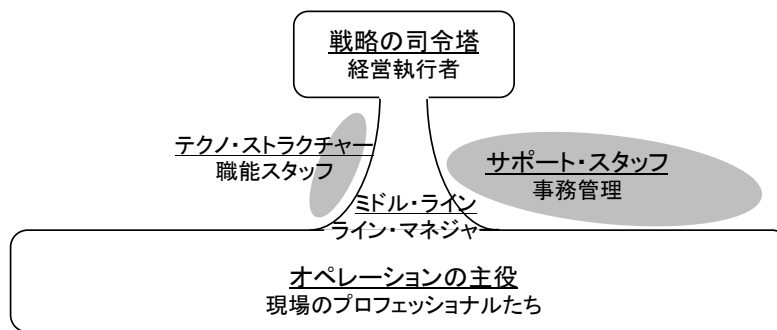 戦略の司令塔
経営執行者
テクノ・ストラクチャー
職能スタッフ
サポート・スタッフ
事務管理
ミドル・ライン
ライン・マネジャ
オペレーションの主役
現場のプロフェッショナルたち